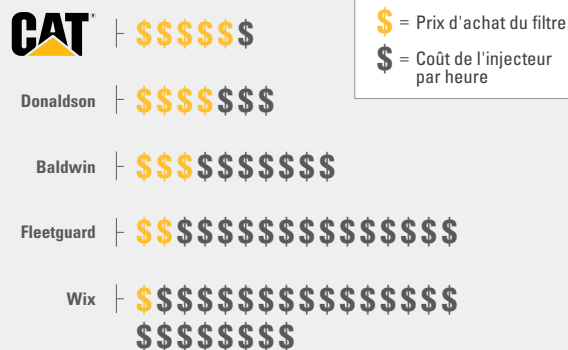 CAT $$$$$$
$ = Prix d'achat du filtre
$ = Coût de l'injecteur
par heure
Donaldson $$$$$$$
Baldwin $$$$$$$$$$
Fleetguard $$$$$$$$$$$$$$$$
Wix $$$$$$$$$$$$$$$$
$$$$$$$$